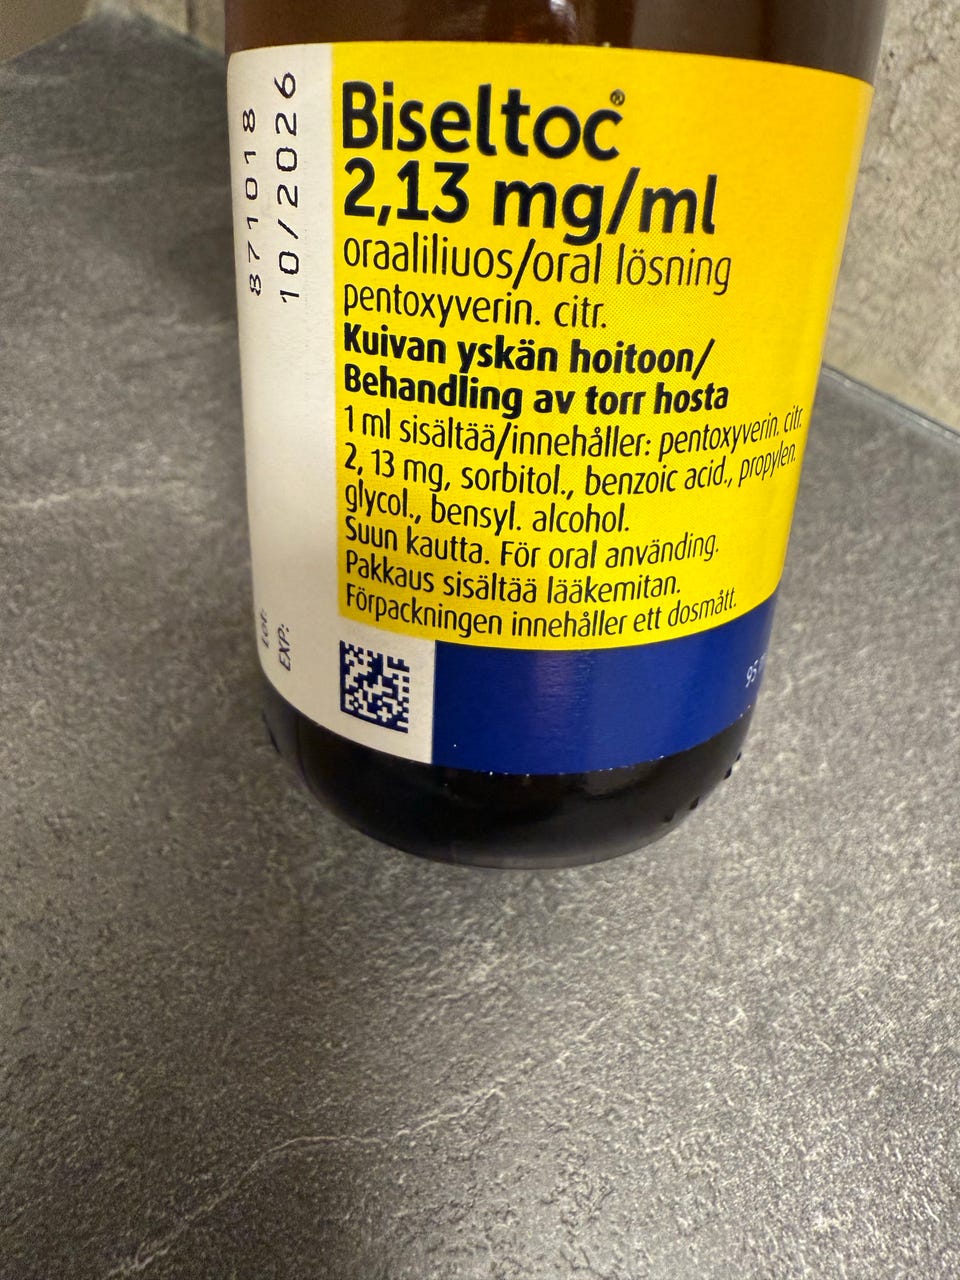 Biseltoc®
2,13 mg/ml
oraaliliuos/oral lösning
pentoxyverin. citr.
Kuivan yskän hoitoon/
Behandling av torr hosta
1 ml sisältää/innehåller: pentoxyverin. citr.
2, 13 mg, sorbitol., benzoic acid., propylen.
glycol., bensyl. alcohol.
Suun kautta. För oral använding.
Pakkaus sisältää lääkemitan.
Förpackningen innehåller ett dosmått.
Lot: 871018
EXP: 10/2026